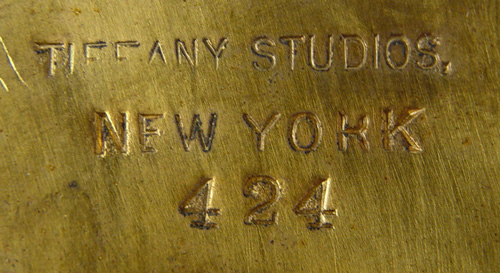 TIFFANY STUDIOS,
NEW YORK
424